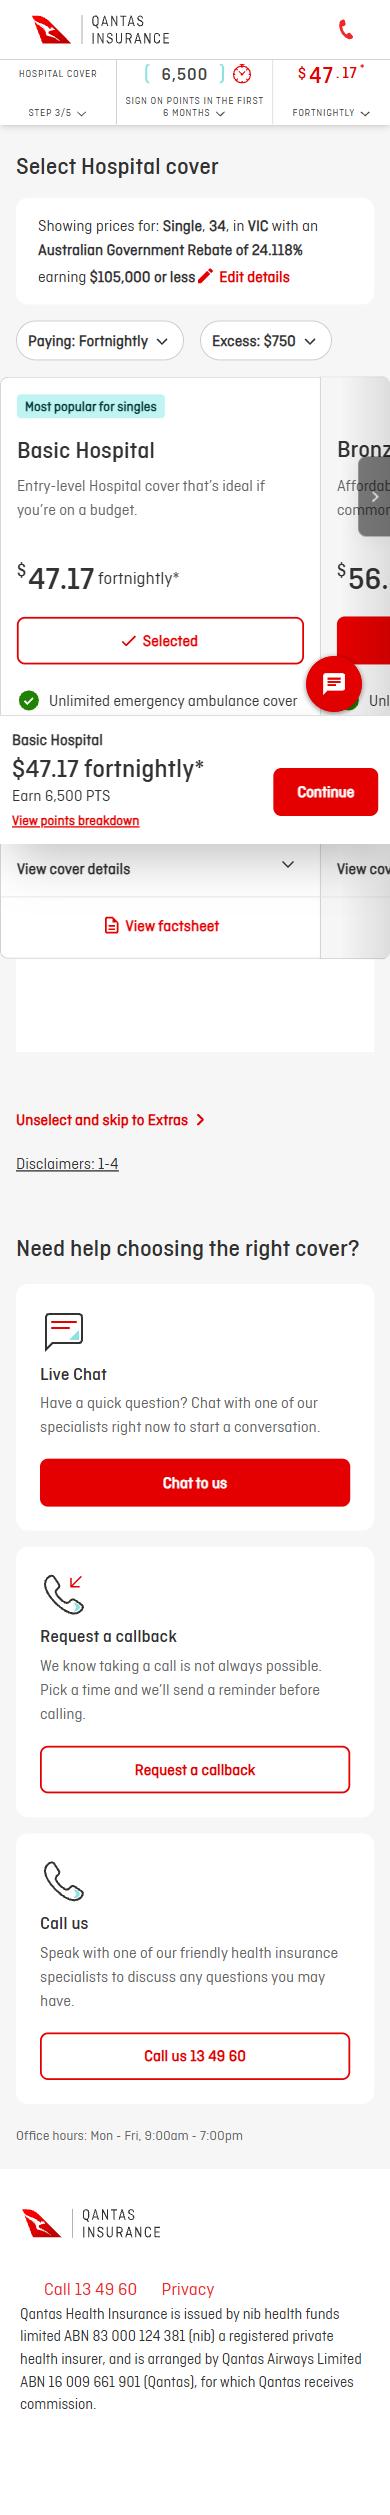 QANTAS
INSURANCE
HOSPITAL COVER
6,500
$47.17*
SIGN ON POINTS IN THE FIRST
6 MONTHS
STEP 3/5
FORTNIGHTLY
Select Hospital cover
Showing prices for: Single, 34, in VIC with an
Australian Government Rebate of 24.118%
earning $105,000 or less Edit details
Paying: Fortnightly
Excess: $750
Most popular for singles
Basic Hospital
Entry-level Hospital cover that's ideal if
you're on a budget.
$47.17 fortnightly*
Selected
Unlimited emergency ambulance cover
$56.
Basic Hospital
$47.17 fortnightly*
Earn 6,500 PTS
View points breakdown
Continue
View cover details
View cov
View factsheet
Unselect and skip to Extras
Disclaimers: 1-4
Need help choosing the right cover?
Live Chat
Have a quick question? Chat with one of our
specialists right now to start a conversation.
Chat to us
Request a callback
We know taking a call is not always possible.
Pick a time and we'll send a reminder before
calling.
Request a callback
Call us
Speak with one of our friendly health insurance
specialists to discuss any questions you may
have.
Call us 13 49 60
Office hours: Mon - Fri, 9:00am - 7:00pm
QANTAS
INSURANCE
Call 13 49 60 Privacy
Qantas Health Insurance is issued by nib health funds
limited ABN 83 000 124 381 (nib) a registered private
health insurer, and is arranged by Qantas Airways Limited
ABN 16 009 661 901 (Qantas), for which Qantas receives
commission.